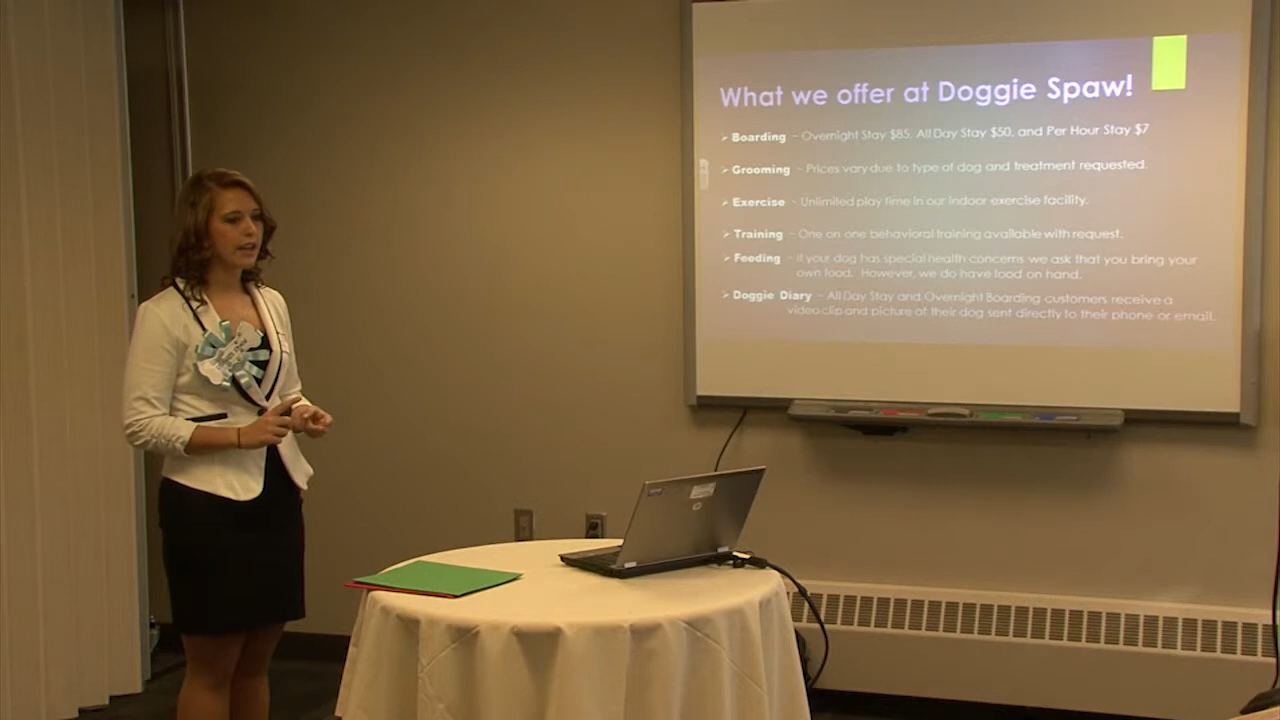 What we offer at Doggie Spaw!
➢ Boarding – Overnight Stay $85, All Day Stay $50, and Per Hour Stay $7
➢ Grooming – Prices vary due to type of dog and treatment requested.
➢ Exercise – Unlimited play time in our indoor exercise facility.
➢ Training – One on one behavioral training available with request.
➢ Feeding – If your dog has special health concerns we ask that you bring your
own food. However, we do have food on hand.
➢ Doggie Diary – All Day Stay and Overnight Boarding customers receive a
video clip and picture of their dog sent directly to their phone or email.
hp